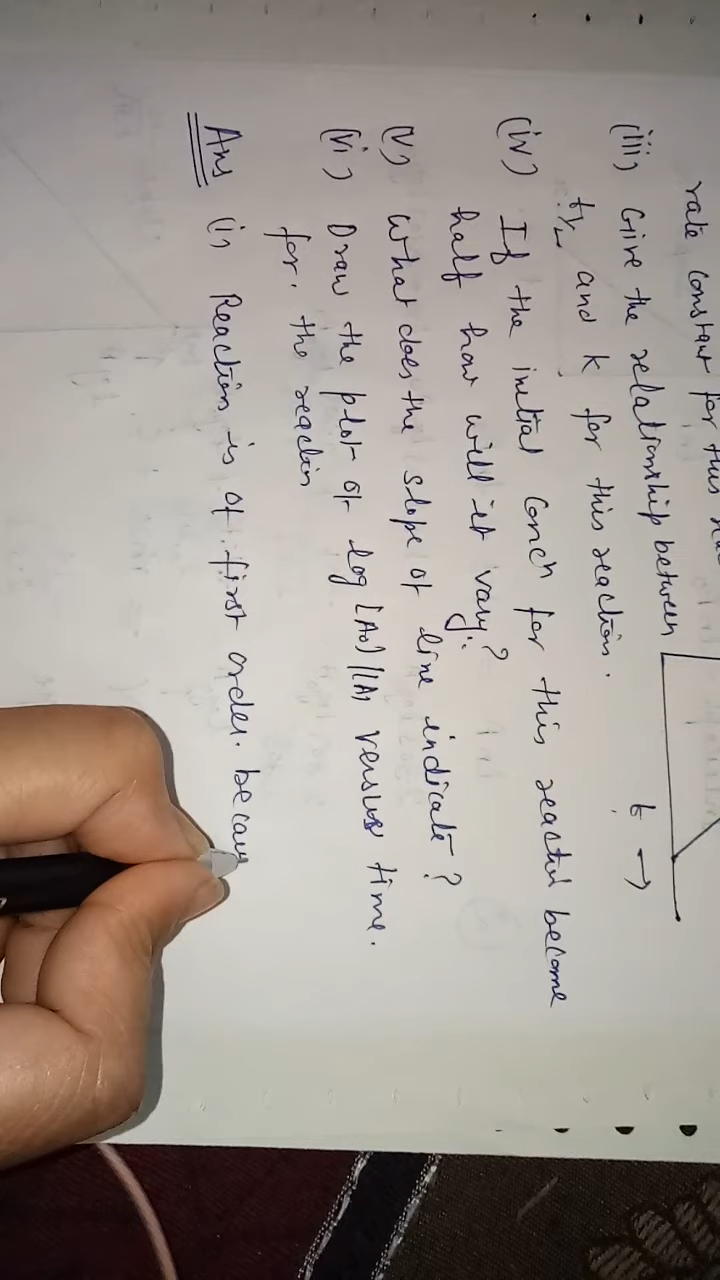 rate constant for this
(iii) Give the relationship between
t½ and k for this reaction.
t →
(iv) If the initial concn for this reacted become
half how will it vary?
(v) What does the slope of line indicate?
(vi) Draw the plot of log [A0) / (A) versus time.
for. the reaction
Ans (i) Reaction is of first order. becau